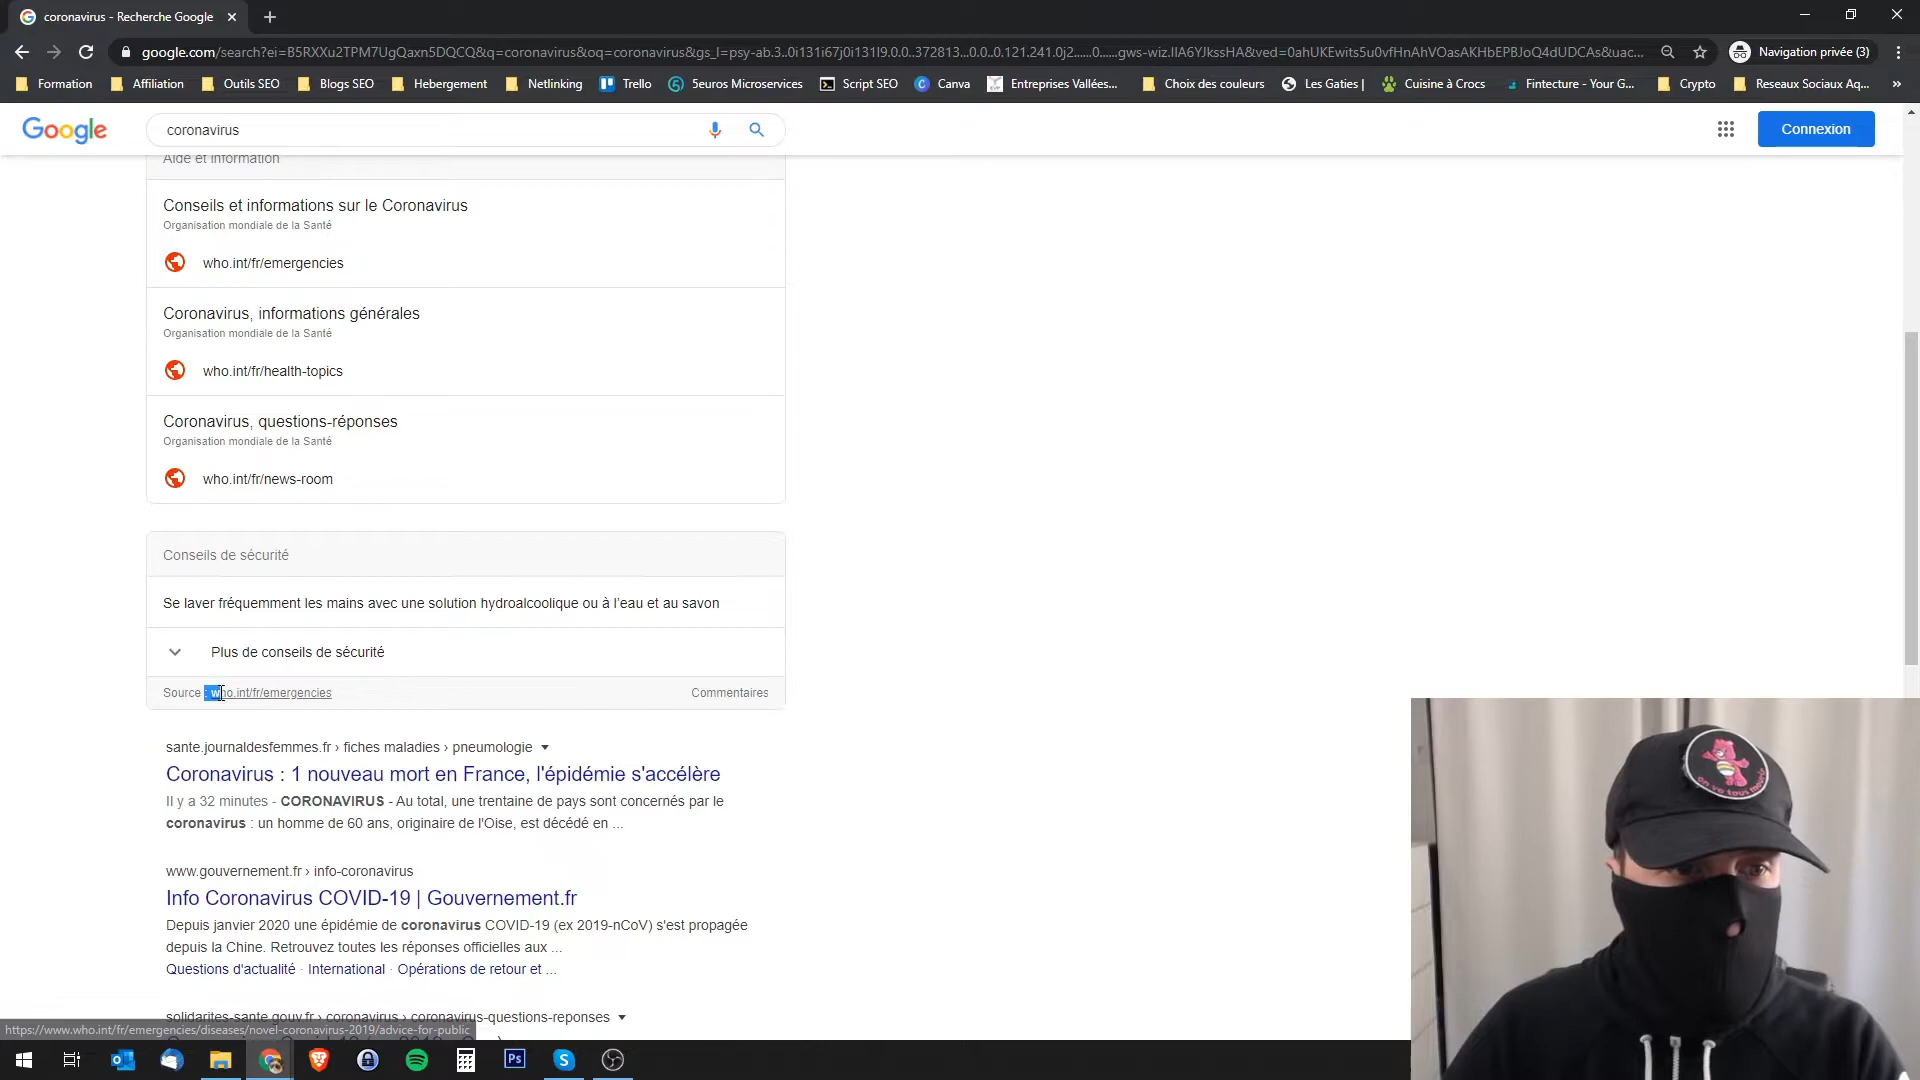 coronavirus - Recherche Google
google.com/search?ei=B5RXXu2TPM7UgQaxn5DQCQ&q=coronavirus&oq=coronavirus&gs_l=psy-ab.3..0i131i67j0i131l9.0.0..372813...0.0..0.121.241.0j2......0....gws-wiz.IIA6YJkssHA&ved=0ahUKEwits5u0vfHnAhVOasAKHbEPBJoQ4dUDCAs&uac...
Navigation privée (3)
Formation
Affiliation
Outils SEO
Blogs SEO
Hebergement
Netlinking
Trello
5euros Microservices
Script SEO
Canva
Entreprises Vallées...
Choix des couleurs
Les Gaties |
Cuisine à Crocs
Fintecture - Your G...
Crypto
Reseaux Sociaux Aq...
»
Google
coronavirus
Connexion
Aide et information
Conseils et informations sur le Coronavirus
Organisation mondiale de la Santé
who.int/fr/emergencies
Coronavirus, informations générales
Organisation mondiale de la Santé
who.int/fr/health-topics
Coronavirus, questions-réponses
Organisation mondiale de la Santé
who.int/fr/news-room
Conseils de sécurité
Se laver fréquemment les mains avec une solution hydroalcoolique ou à l'eau et au savon
Plus de conseils de sécurité
Source : who.int/fr/emergencies
Commentaires
sante.journaldesfemmes.fr › fiches maladies › pneumologie
Coronavirus : 1 nouveau mort en France, l'épidémie s'accélère
Il y a 32 minutes - CORONAVIRUS - Au total, une trentaine de pays sont concernés par le
coronavirus : un homme de 60 ans, originaire de l'Oise, est décédé en ...
www.gouvernement.fr › info-coronavirus
Info Coronavirus COVID-19 | Gouvernement.fr
Depuis janvier 2020 une épidémie de coronavirus COVID-19 (ex 2019-nCoV) s'est propagée
depuis la Chine. Retrouvez toutes les réponses officielles aux ...
Questions d'actualité · International · Opérations de retour et ...
solidarites-sante.gouv.fr › coronavirus › coronavirus-questions-reponses
https://www.who.int/fr/emergencies/diseases/novel-coronavirus-2019/advice-for-public
Ps
on va tous mourir